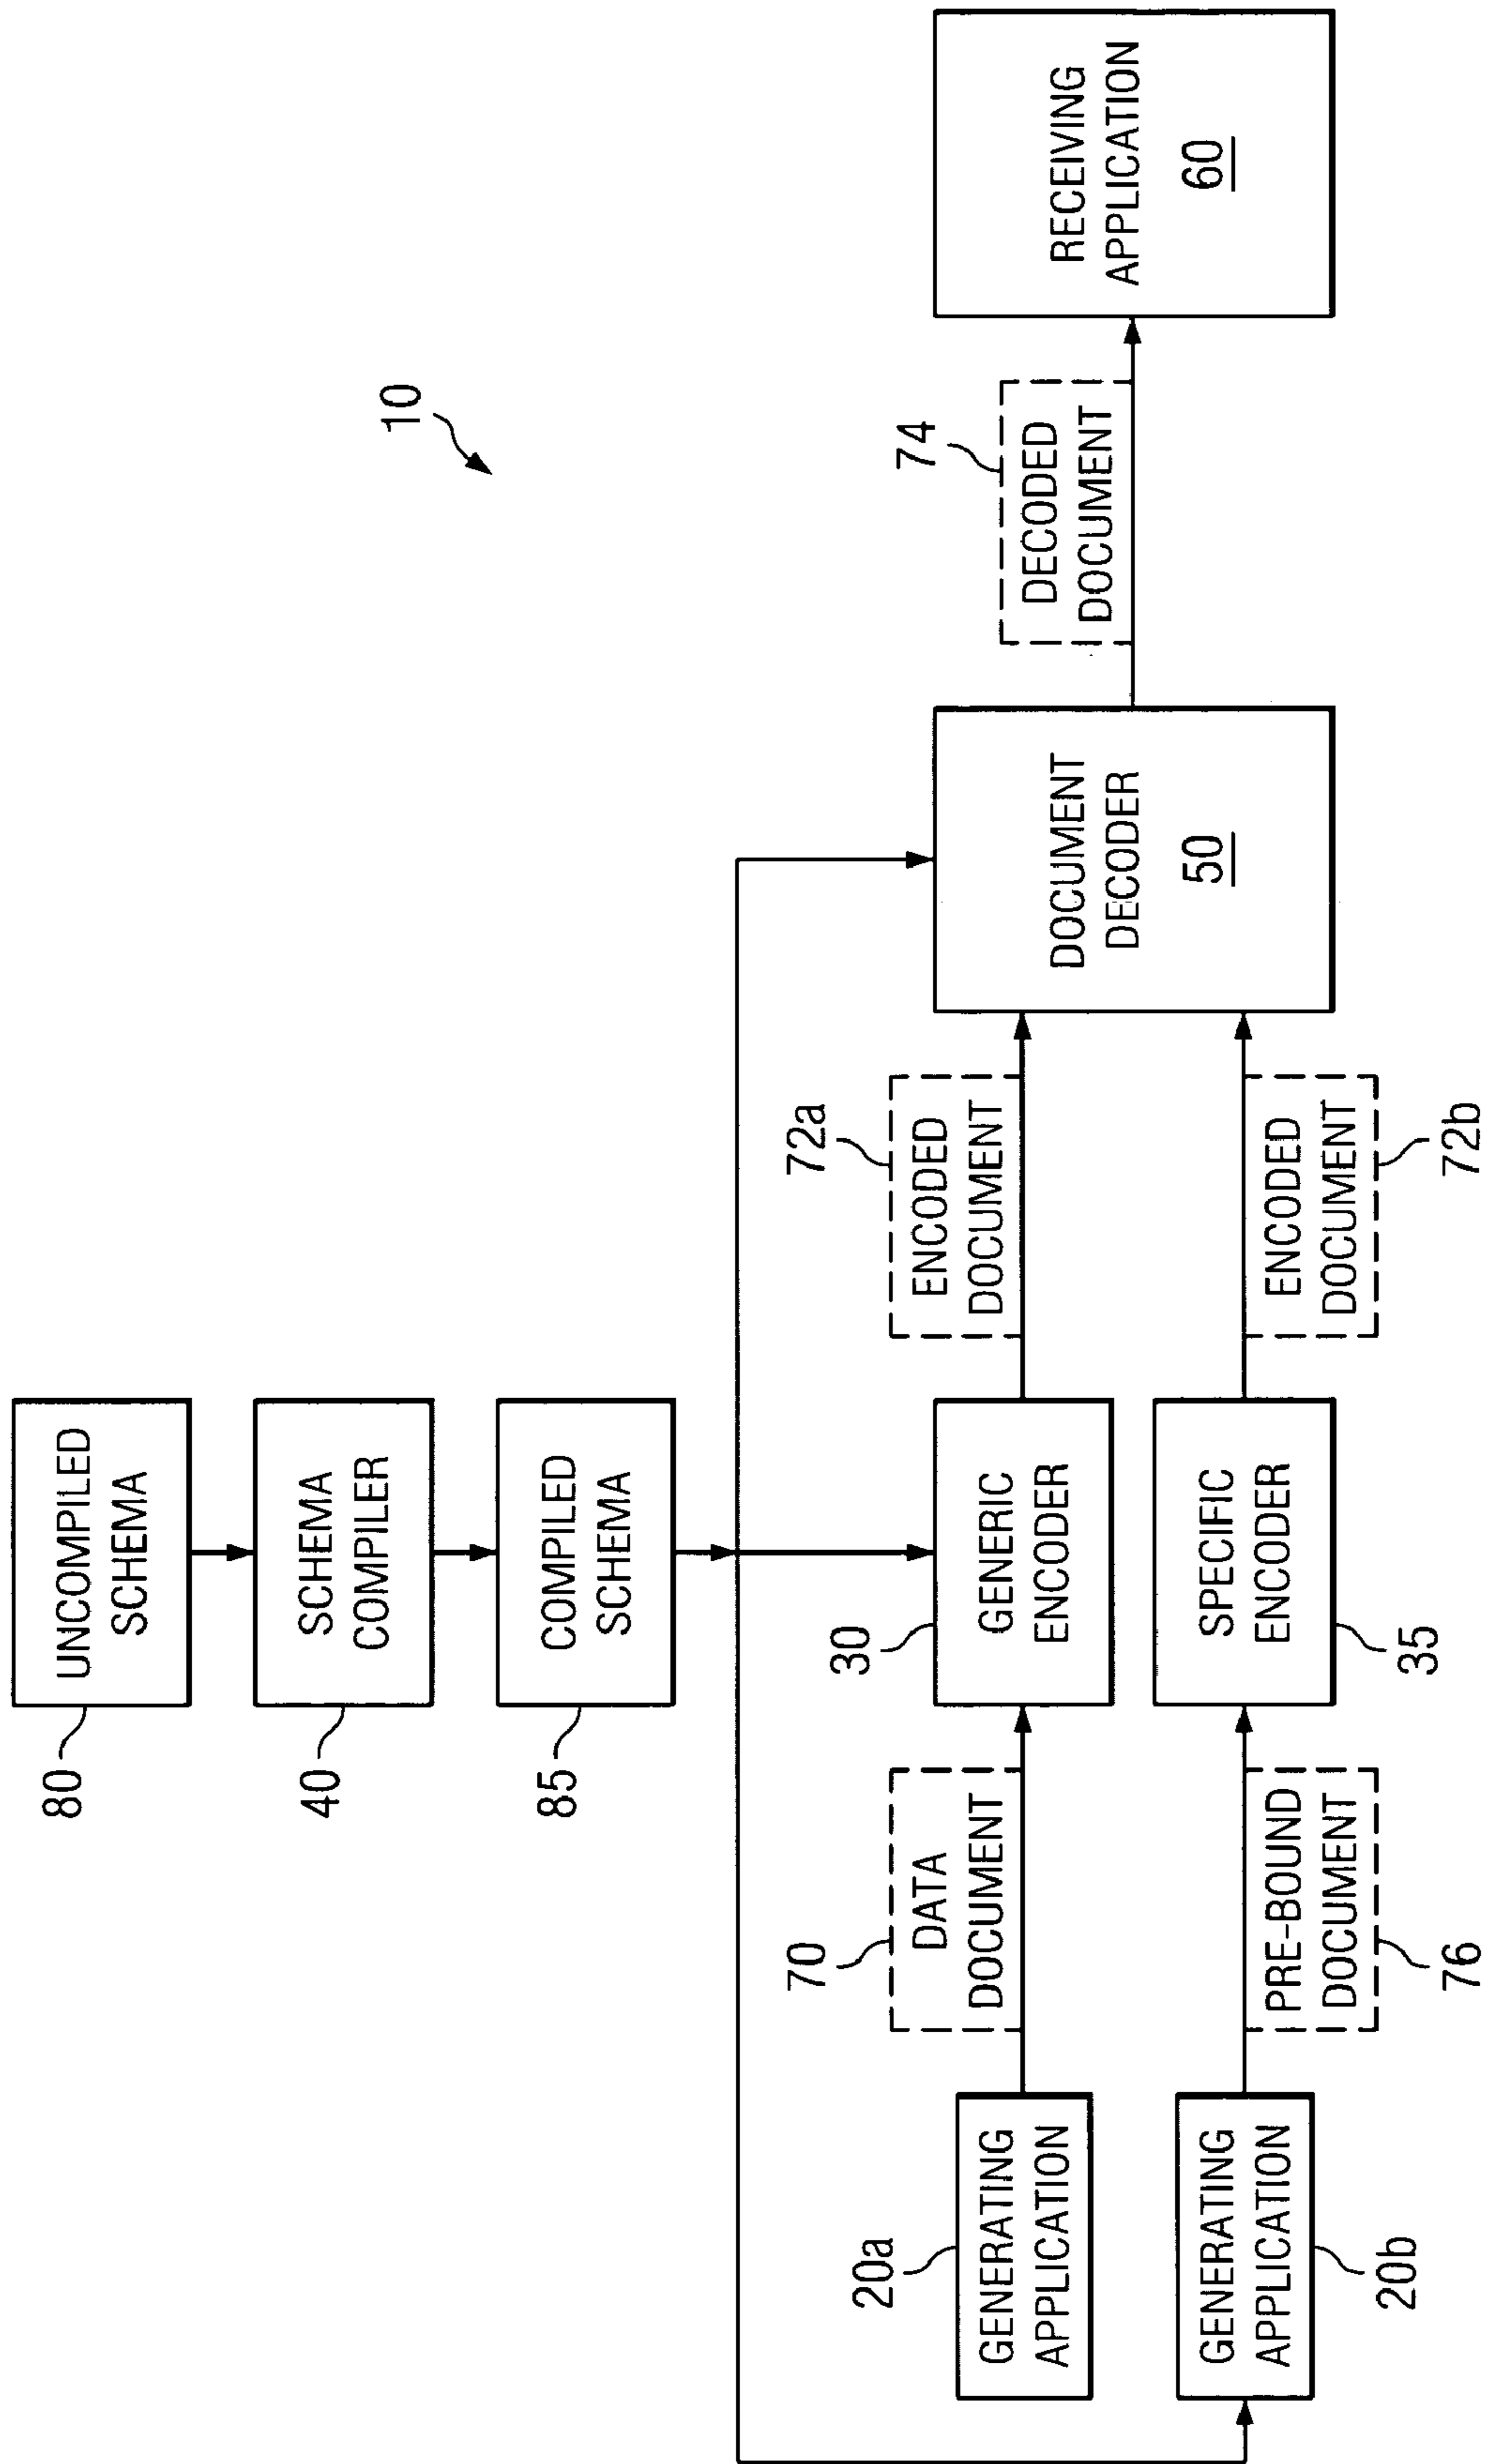 10
80
UNCOMPILED
SCHEMA
40
SCHEMA
COMPILER
85
COMPILED
SCHEMA
20a
GENERATING
APPLICATION
70
DATA
DOCUMENT
30
GENERIC
ENCODER
72a
ENCODED
DOCUMENT
20b
GENERATING
APPLICATION
76
PRE-BOUND
DOCUMENT
35
SPECIFIC
ENCODER
72b
ENCODED
DOCUMENT
DOCUMENT
DECODER
50
74
DECODED
DOCUMENT
RECEIVING
APPLICATION
60